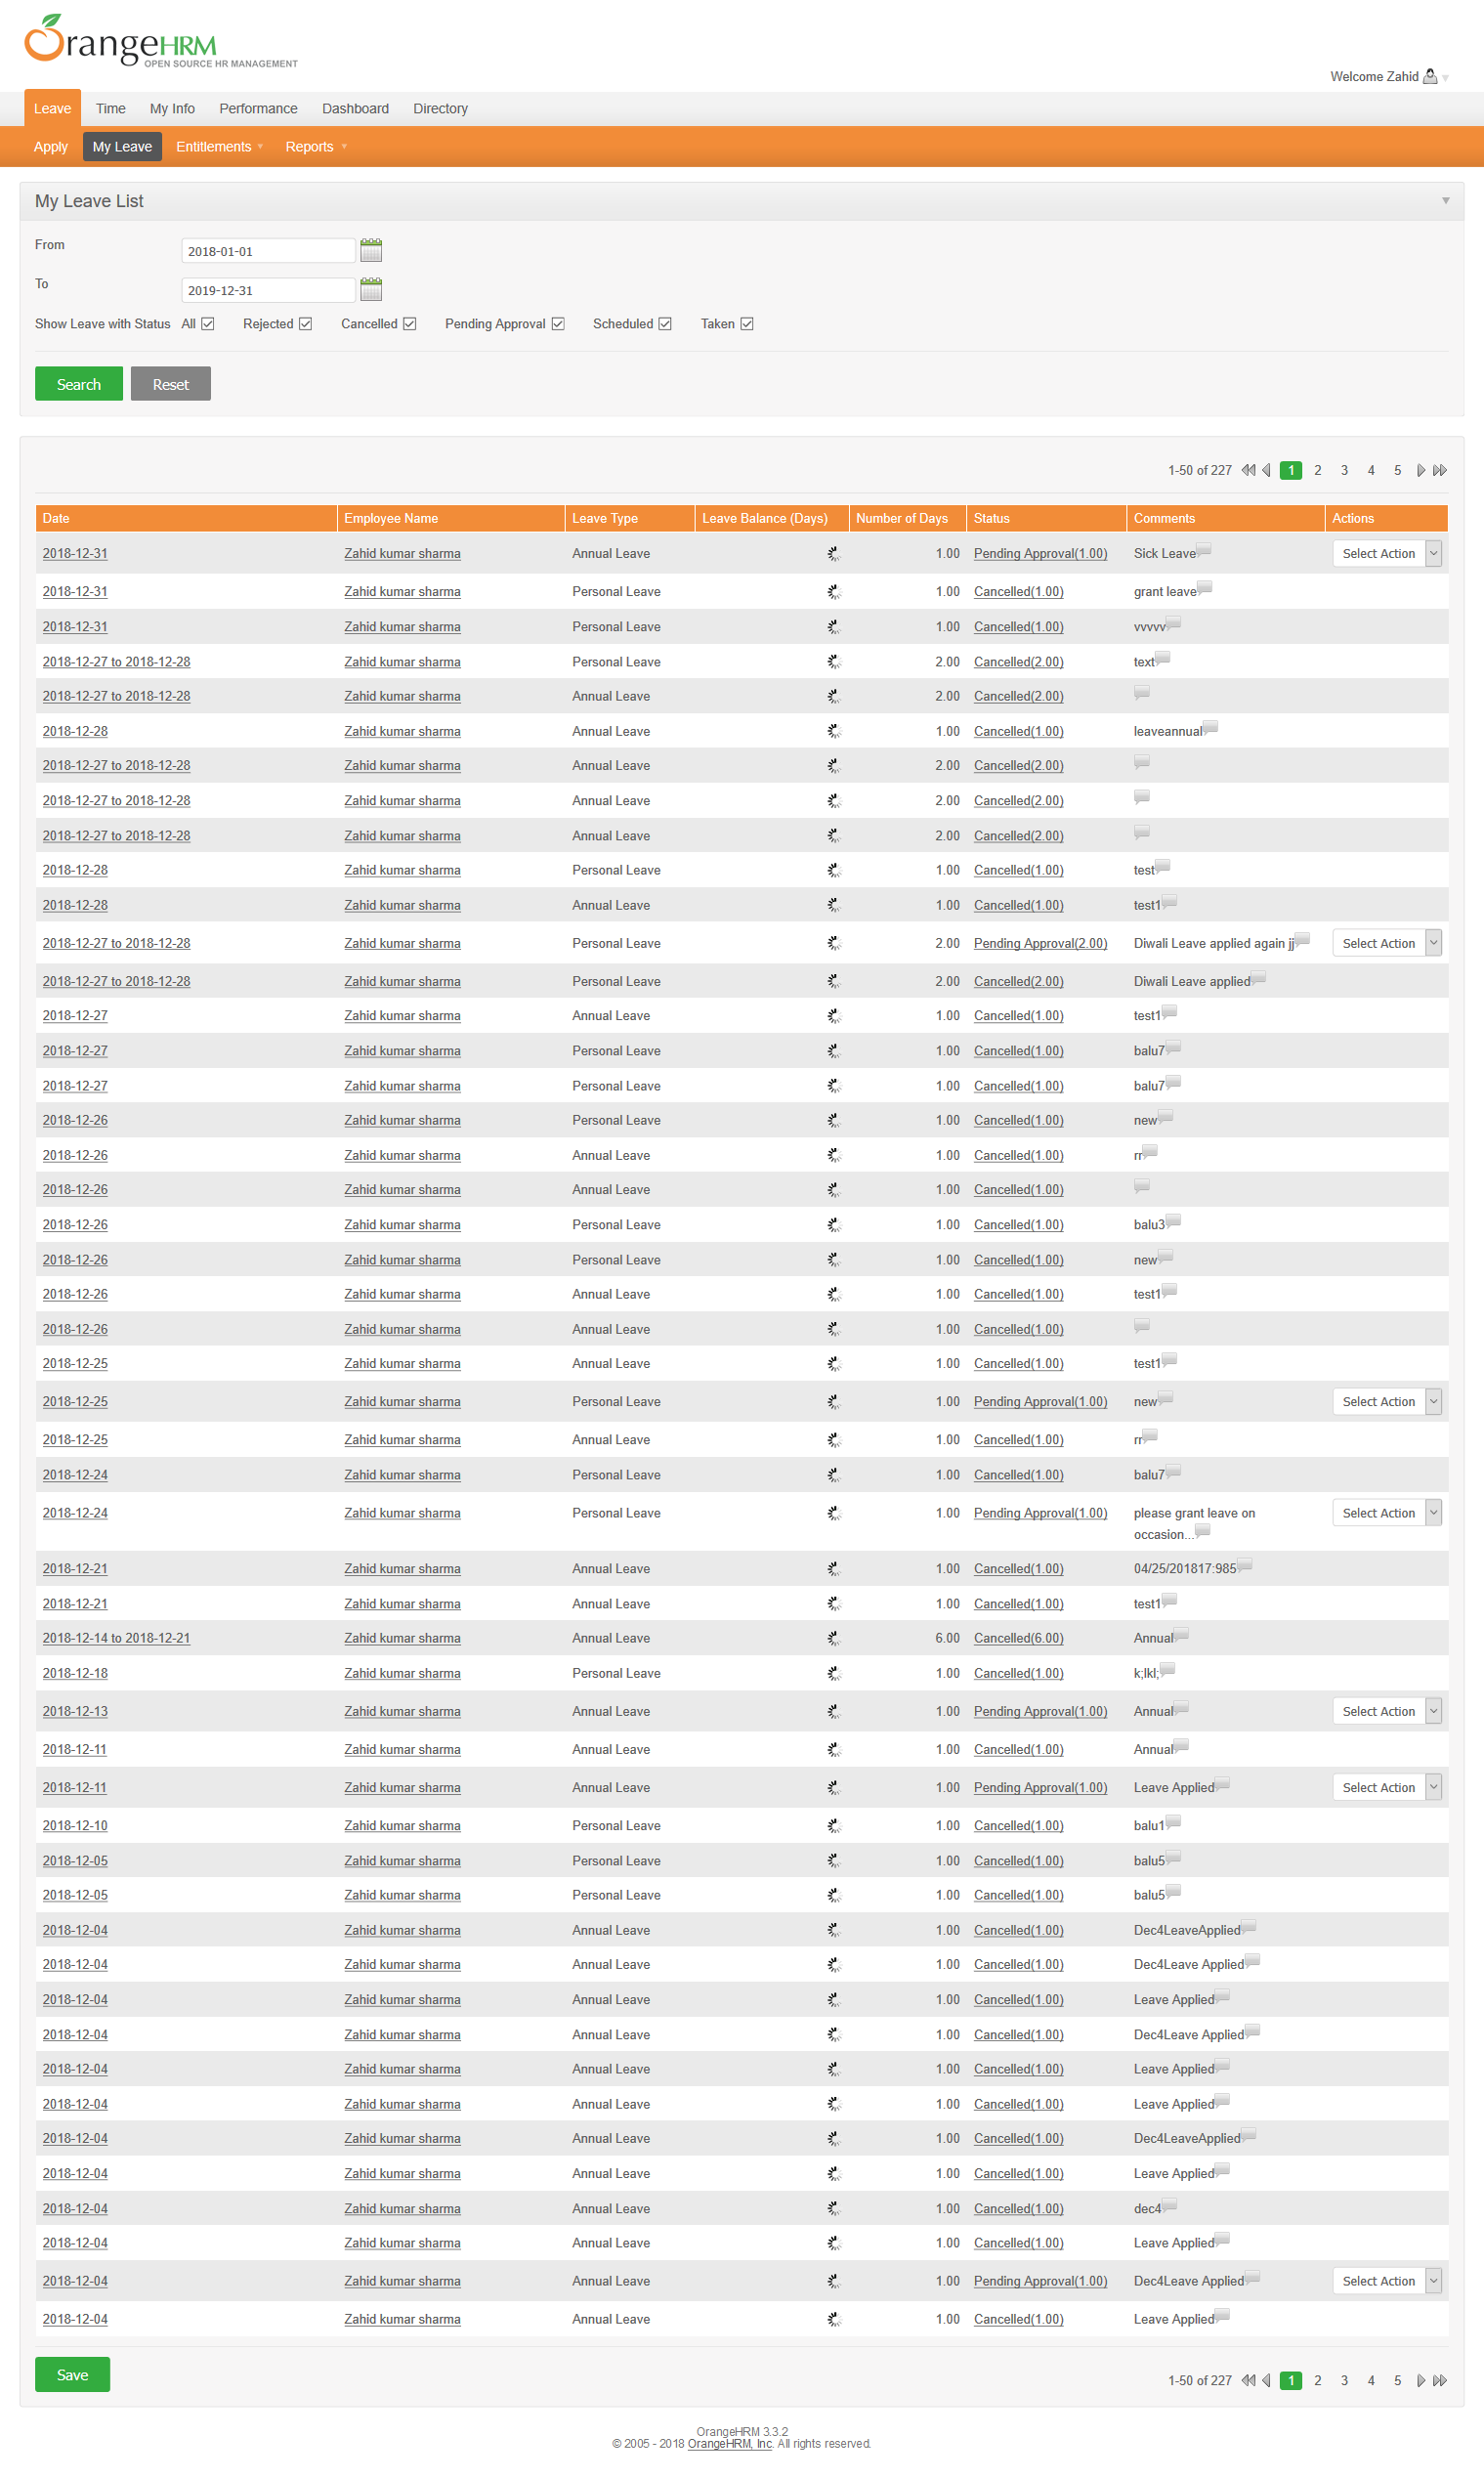 OrangeHRM
OPEN SOURCE HR MANAGEMENT
Welcome Zahid
Leave Time My Info Performance Dashboard Directory
Apply My Leave Entitlements Reports
My Leave List
From 2018-01-01
To 2019-12-31
Show Leave with Status All Rejected Cancelled Pending Approval Scheduled Taken
Search Reset
1-50 of 227 1 2 3 4 5
Date Employee Name Leave Type Leave Balance (Days) Number of Days Status Comments Actions
2018-12-31 Zahid kumar sharma Annual Leave 1.00 Pending Approval(1.00) Sick Leave Select Action
2018-12-31 Zahid kumar sharma Personal Leave 1.00 Cancelled(1.00) grant leave
2018-12-31 Zahid kumar sharma Personal Leave 1.00 Cancelled(1.00) vvvvv
2018-12-27 to 2018-12-28 Zahid kumar sharma Personal Leave 2.00 Cancelled(2.00) text
2018-12-27 to 2018-12-28 Zahid kumar sharma Annual Leave 2.00 Cancelled(2.00)
2018-12-28 Zahid kumar sharma Annual Leave 1.00 Cancelled(1.00) leaveannual
2018-12-27 to 2018-12-28 Zahid kumar sharma Annual Leave 2.00 Cancelled(2.00)
2018-12-27 to 2018-12-28 Zahid kumar sharma Annual Leave 2.00 Cancelled(2.00)
2018-12-27 to 2018-12-28 Zahid kumar sharma Annual Leave 2.00 Cancelled(2.00)
2018-12-28 Zahid kumar sharma Personal Leave 1.00 Cancelled(1.00) test
2018-12-28 Zahid kumar sharma Annual Leave 1.00 Cancelled(1.00) test1
2018-12-27 to 2018-12-28 Zahid kumar sharma Personal Leave 2.00 Pending Approval(2.00) Diwali Leave applied again jj Select Action
2018-12-27 to 2018-12-28 Zahid kumar sharma Personal Leave 2.00 Cancelled(2.00) Diwali Leave applied
2018-12-27 Zahid kumar sharma Annual Leave 1.00 Cancelled(1.00) test1
2018-12-27 Zahid kumar sharma Personal Leave 1.00 Cancelled(1.00) balu7
2018-12-27 Zahid kumar sharma Personal Leave 1.00 Cancelled(1.00) balu7
2018-12-26 Zahid kumar sharma Personal Leave 1.00 Cancelled(1.00) new
2018-12-26 Zahid kumar sharma Annual Leave 1.00 Cancelled(1.00) rr
2018-12-26 Zahid kumar sharma Annual Leave 1.00 Cancelled(1.00)
2018-12-26 Zahid kumar sharma Personal Leave 1.00 Cancelled(1.00) balu3
2018-12-26 Zahid kumar sharma Personal Leave 1.00 Cancelled(1.00) new
2018-12-26 Zahid kumar sharma Annual Leave 1.00 Cancelled(1.00) test1
2018-12-26 Zahid kumar sharma Annual Leave 1.00 Cancelled(1.00)
2018-12-25 Zahid kumar sharma Annual Leave 1.00 Cancelled(1.00) test1
2018-12-25 Zahid kumar sharma Personal Leave 1.00 Pending Approval(1.00) new Select Action
2018-12-25 Zahid kumar sharma Annual Leave 1.00 Cancelled(1.00) rr
2018-12-24 Zahid kumar sharma Personal Leave 1.00 Cancelled(1.00) balu7
2018-12-24 Zahid kumar sharma Personal Leave 1.00 Pending Approval(1.00) please grant leave on Select Action
occasion...
2018-12-21 Zahid kumar sharma Annual Leave 1.00 Cancelled(1.00) 04/25/201817:985
2018-12-21 Zahid kumar sharma Annual Leave 1.00 Cancelled(1.00) test1
2018-12-14 to 2018-12-21 Zahid kumar sharma Annual Leave 6.00 Cancelled(6.00) Annual
2018-12-18 Zahid kumar sharma Personal Leave 1.00 Cancelled(1.00) k;lkl;
2018-12-13 Zahid kumar sharma Annual Leave 1.00 Pending Approval(1.00) Annual Select Action
2018-12-11 Zahid kumar sharma Annual Leave 1.00 Cancelled(1.00) Annual
2018-12-11 Zahid kumar sharma Annual Leave 1.00 Pending Approval(1.00) Leave Applied Select Action
2018-12-10 Zahid kumar sharma Personal Leave 1.00 Cancelled(1.00) balu1
2018-12-05 Zahid kumar sharma Personal Leave 1.00 Cancelled(1.00) balu5
2018-12-05 Zahid kumar sharma Personal Leave 1.00 Cancelled(1.00) balu5
2018-12-04 Zahid kumar sharma Annual Leave 1.00 Cancelled(1.00) Dec4LeaveApplied
2018-12-04 Zahid kumar sharma Annual Leave 1.00 Cancelled(1.00) Dec4Leave Applied
2018-12-04 Zahid kumar sharma Annual Leave 1.00 Cancelled(1.00) Leave Applied
2018-12-04 Zahid kumar sharma Annual Leave 1.00 Cancelled(1.00) Dec4Leave Applied
2018-12-04 Zahid kumar sharma Annual Leave 1.00 Cancelled(1.00) Leave Applied
2018-12-04 Zahid kumar sharma Annual Leave 1.00 Cancelled(1.00) Leave Applied
2018-12-04 Zahid kumar sharma Annual Leave 1.00 Cancelled(1.00) Dec4LeaveApplied
2018-12-04 Zahid kumar sharma Annual Leave 1.00 Cancelled(1.00) Leave Applied
2018-12-04 Zahid kumar sharma Annual Leave 1.00 Cancelled(1.00) dec4
2018-12-04 Zahid kumar sharma Annual Leave 1.00 Cancelled(1.00) Leave Applied
2018-12-04 Zahid kumar sharma Annual Leave 1.00 Pending Approval(1.00) Dec4Leave Applied Select Action
2018-12-04 Zahid kumar sharma Annual Leave 1.00 Cancelled(1.00) Leave Applied
Save
1-50 of 227 1 2 3 4 5
OrangeHRM 3.3.2
© 2005 - 2018 OrangeHRM, Inc. All rights reserved.